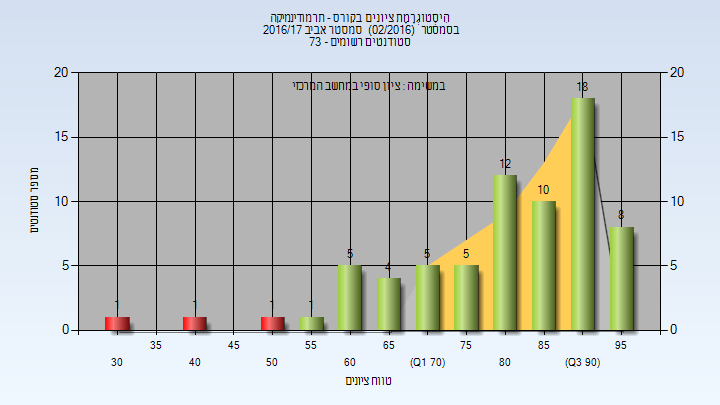 היסטוגרמת ציונים בקורס - תרמודינמיקה
בסמסטר (02/2016) סמסטר אביב 2016/17
סטודנטים רשומים - 73
במשימה : ציון סופי במחשב המרכזי
מספר סטודנטים
20 15 10 5 0
20 15 10 5 0
1 1 1 1 5 4 5 5 12 10 18 8
35 45 55 65 75 85 95
30 40 50 60 (Q1 70) 80 (Q3 90)
טווח ציונים